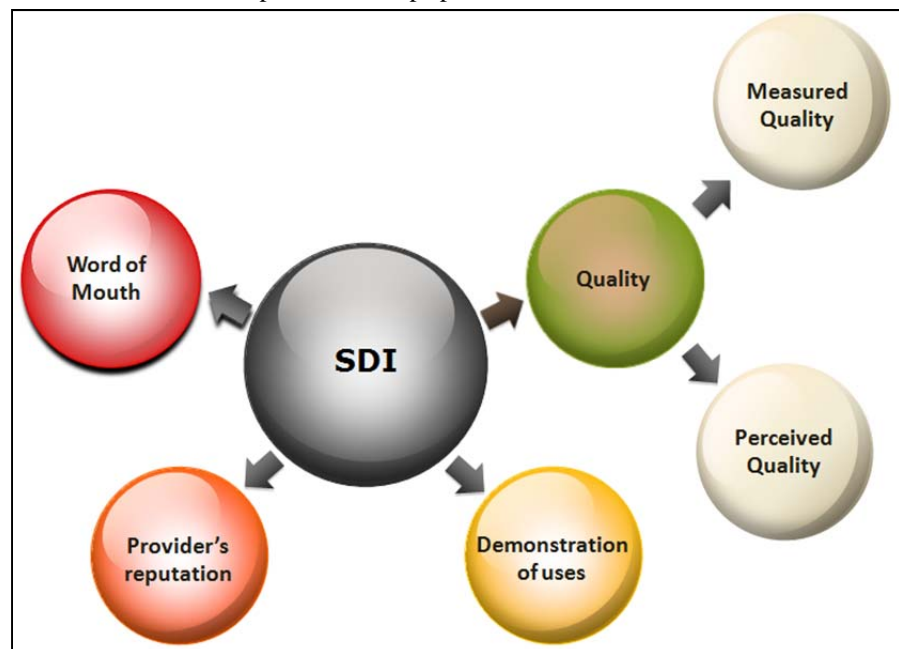 Measured
Quality
Word of
Mouth
Quality
SDI
Perceived
Quality
Provider's
reputation
Demonstration
of uses